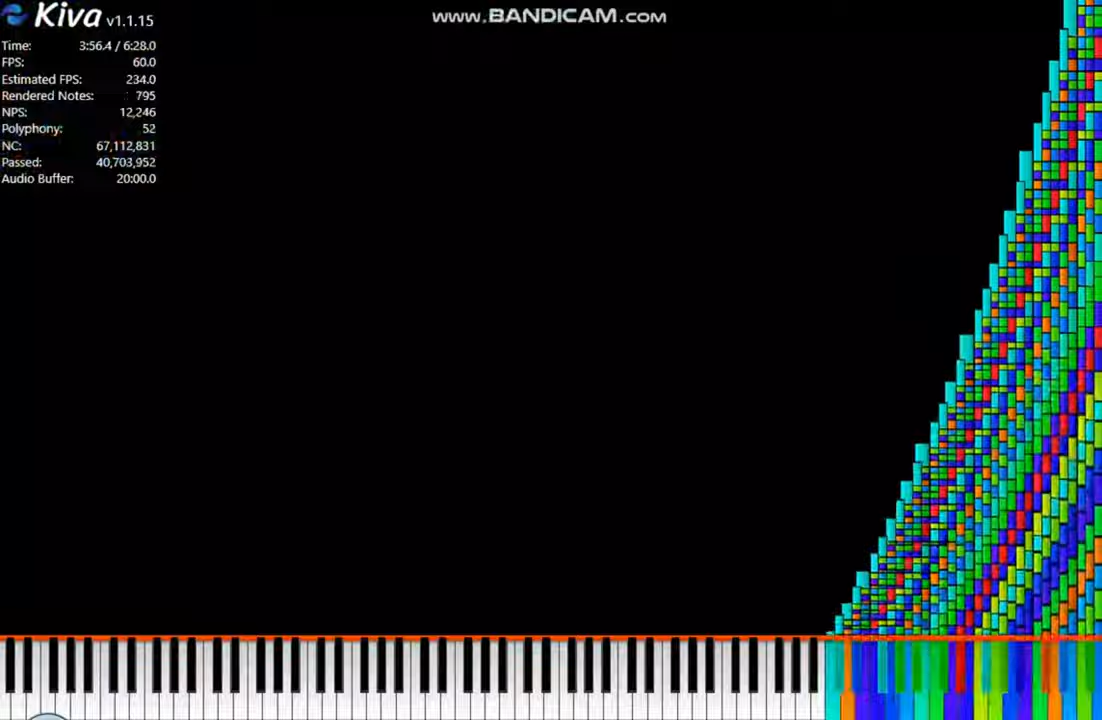 Kiva v1.1.15
www.BANDICAM.com
Time: 3:56.4 / 6:28.0
FPS: 60.0
Estimated FPS: 234.0
Rendered Notes: 795
NPS: 12,246
Polyphony: 52
NC: 67,112,831
Passed: 40,703,952
Audio Buffer: 20:00.0